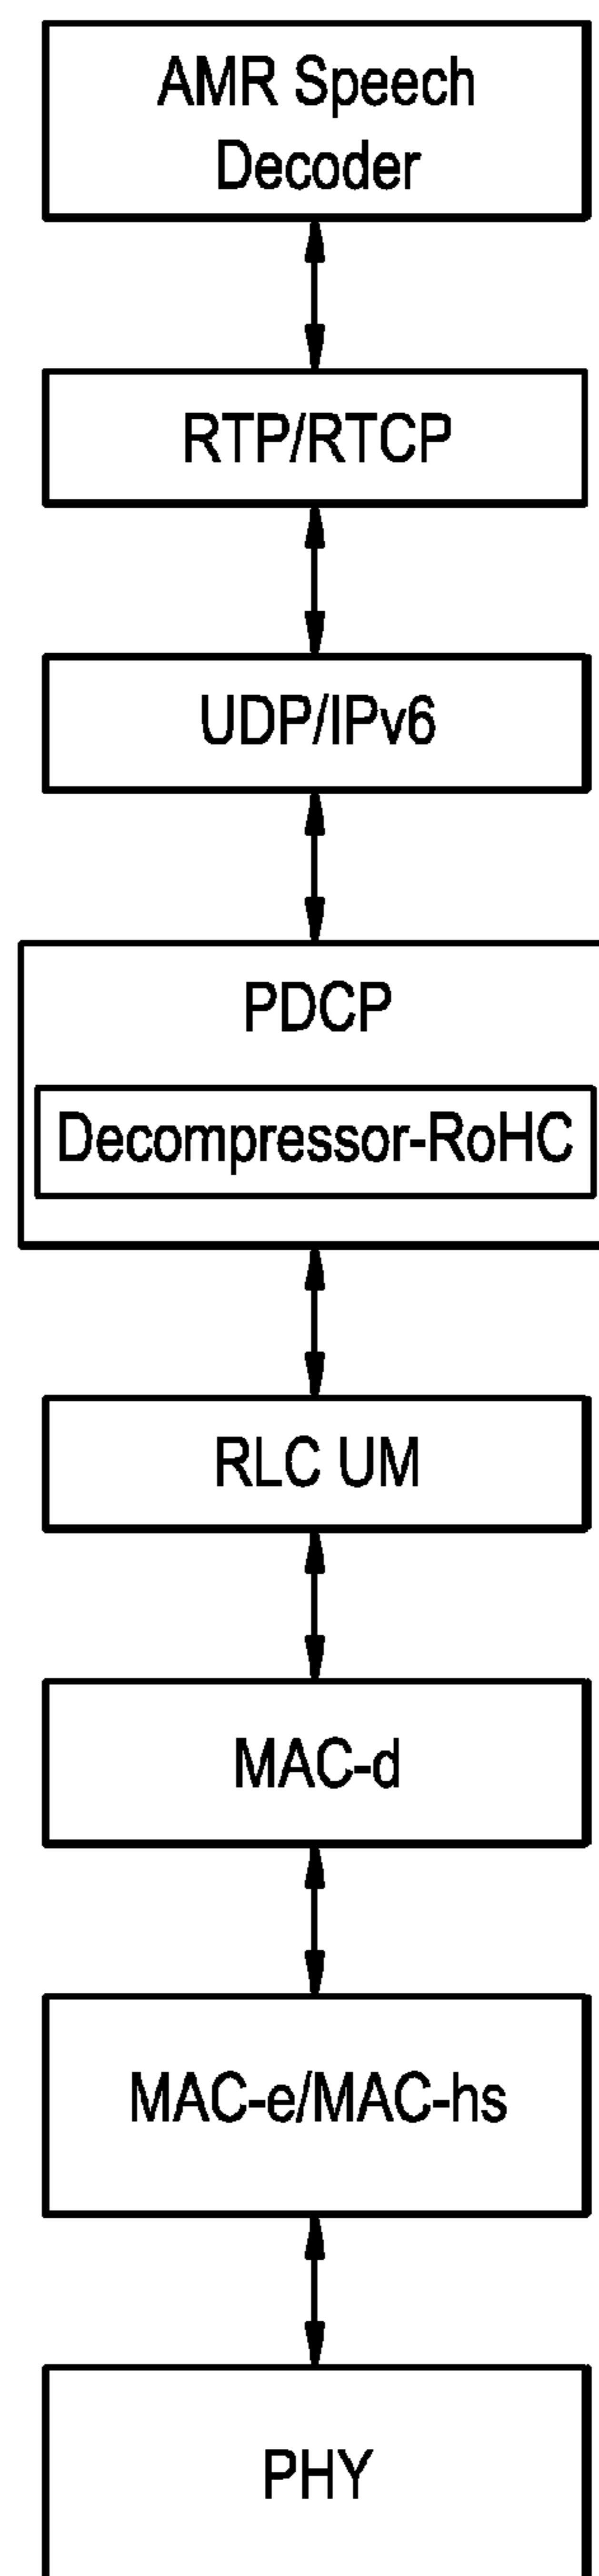 AMR Speech
Decoder
RTP/RTCP
UDP/IPv6
PDCP
Decompressor-RoHC
RLC UM
MAC-d
MAC-e/MAC-hs
PHY